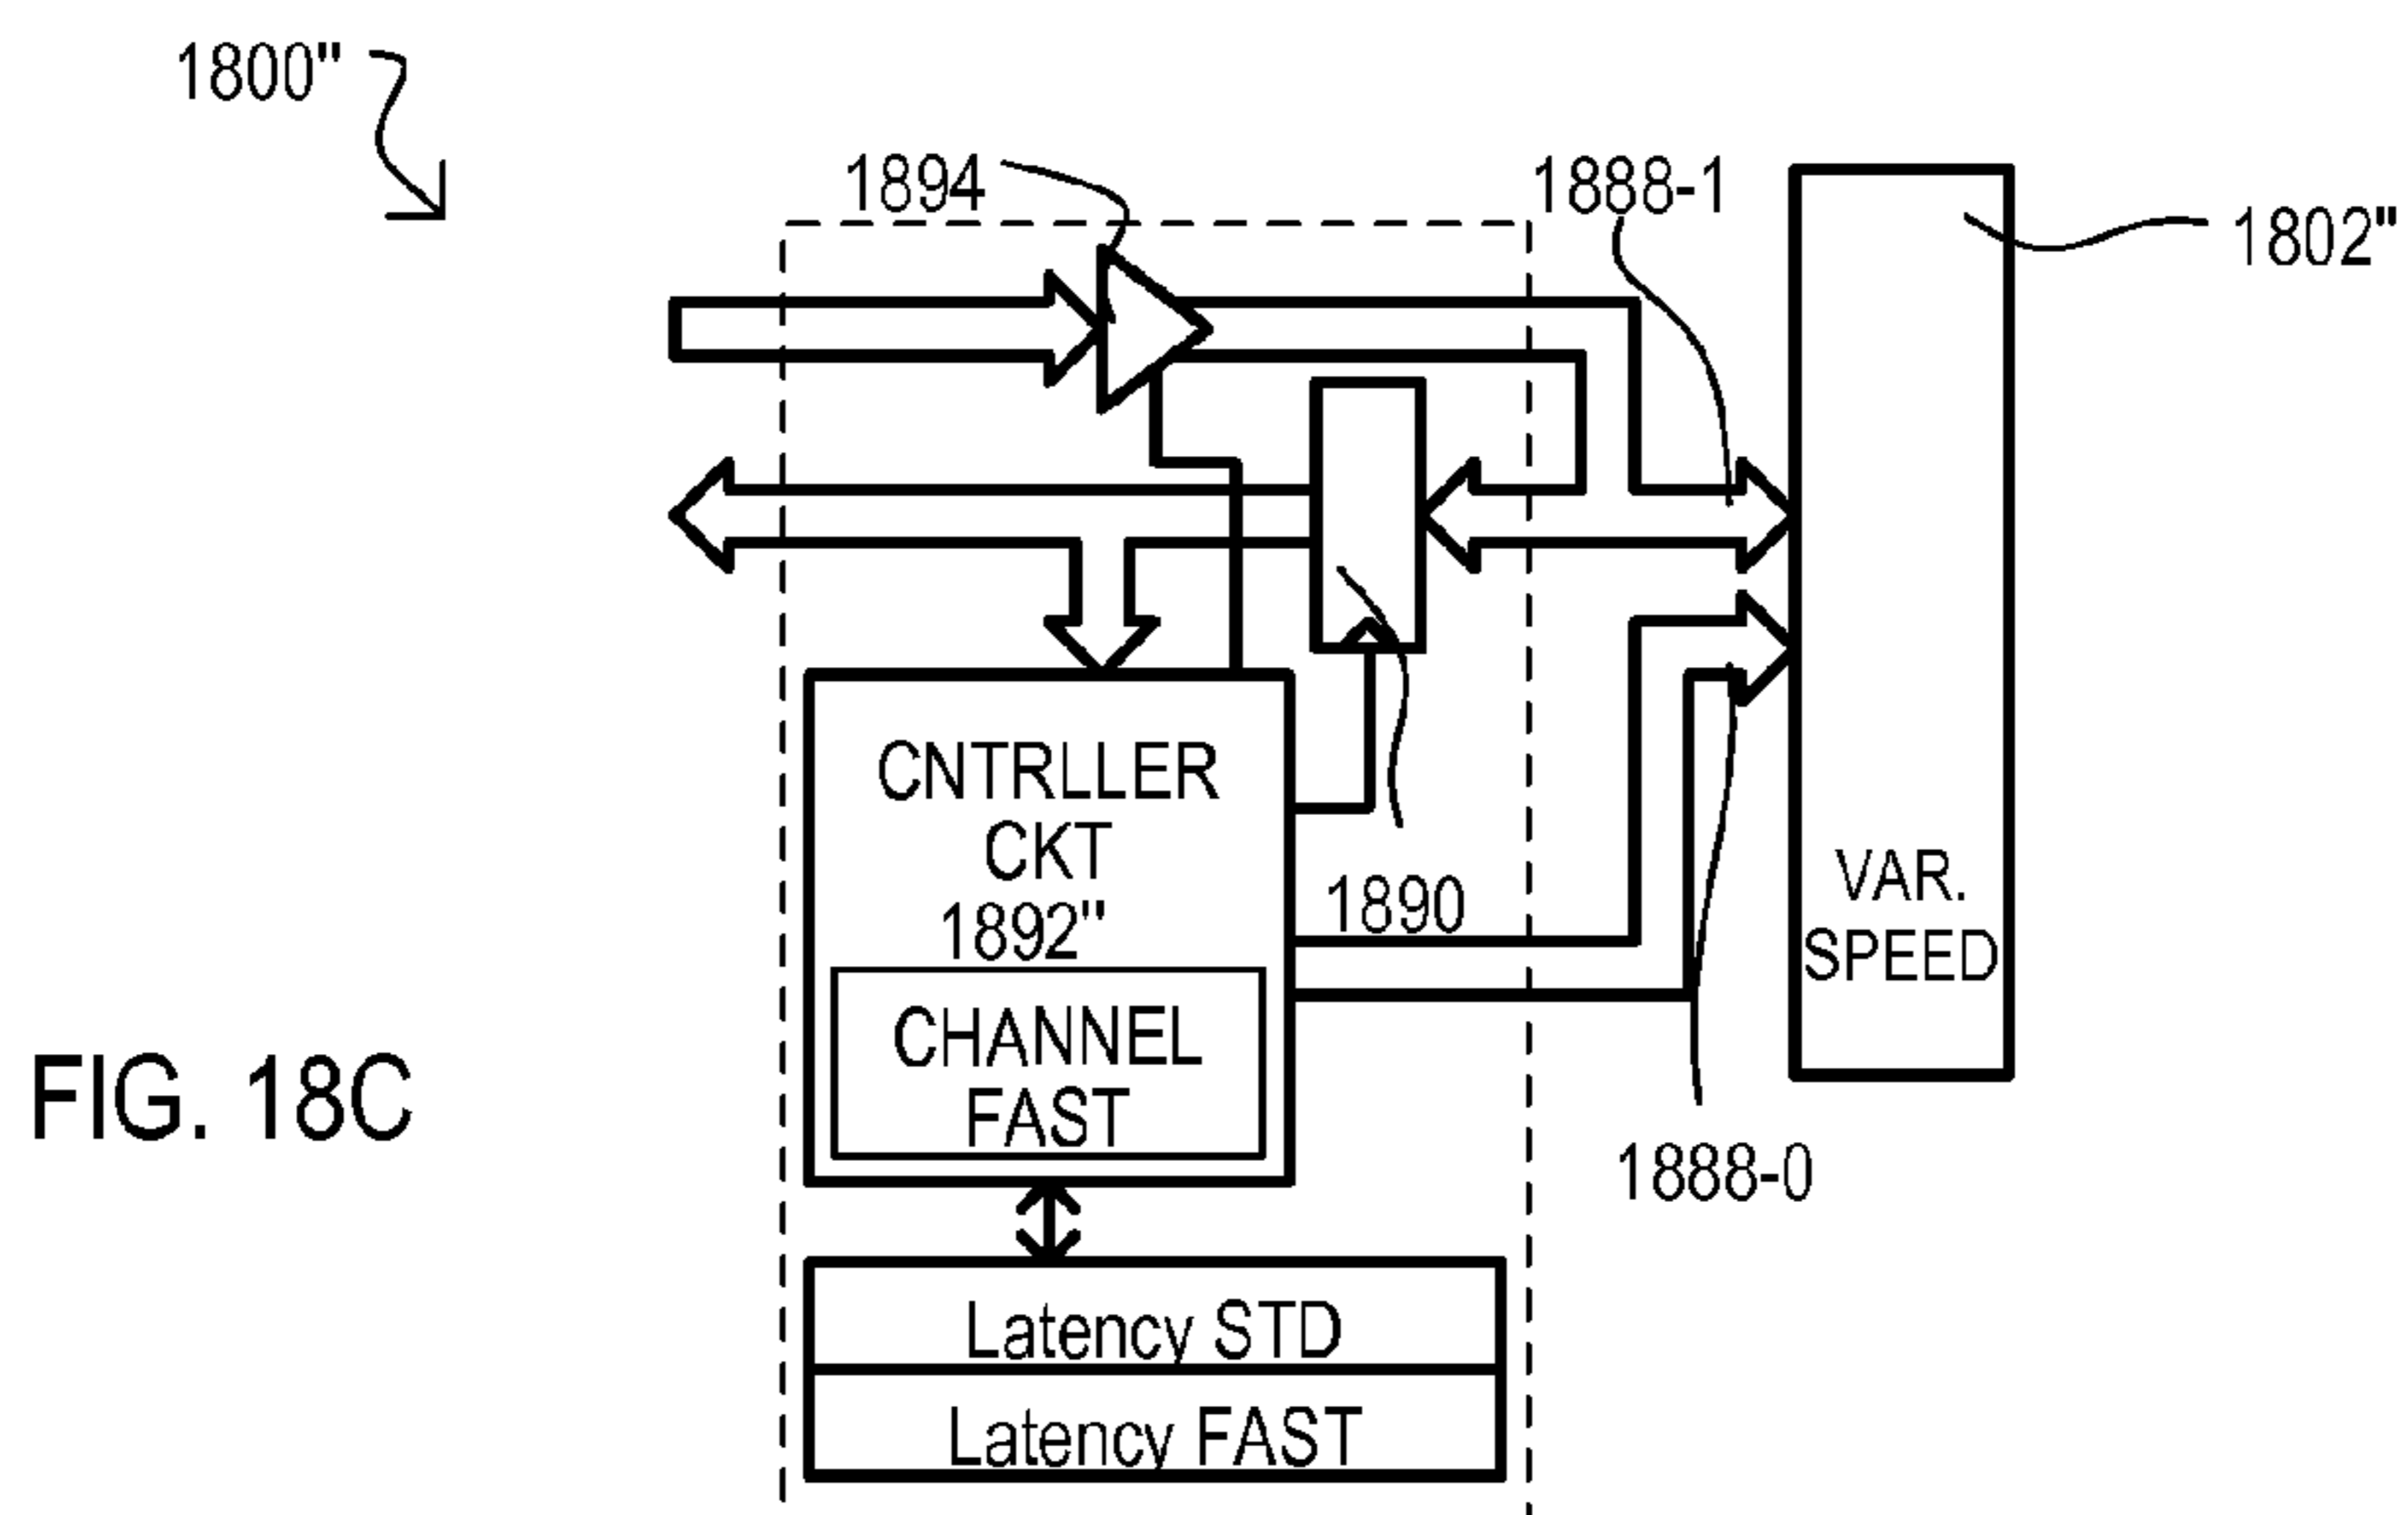 1800"
1894
1888-1
1802"
CNTRLLER
CKT
1892"
1890
VAR.
SPEED
CHANNEL
FAST
FIG. 18C
1888-0
Latency STD
Latency FAST